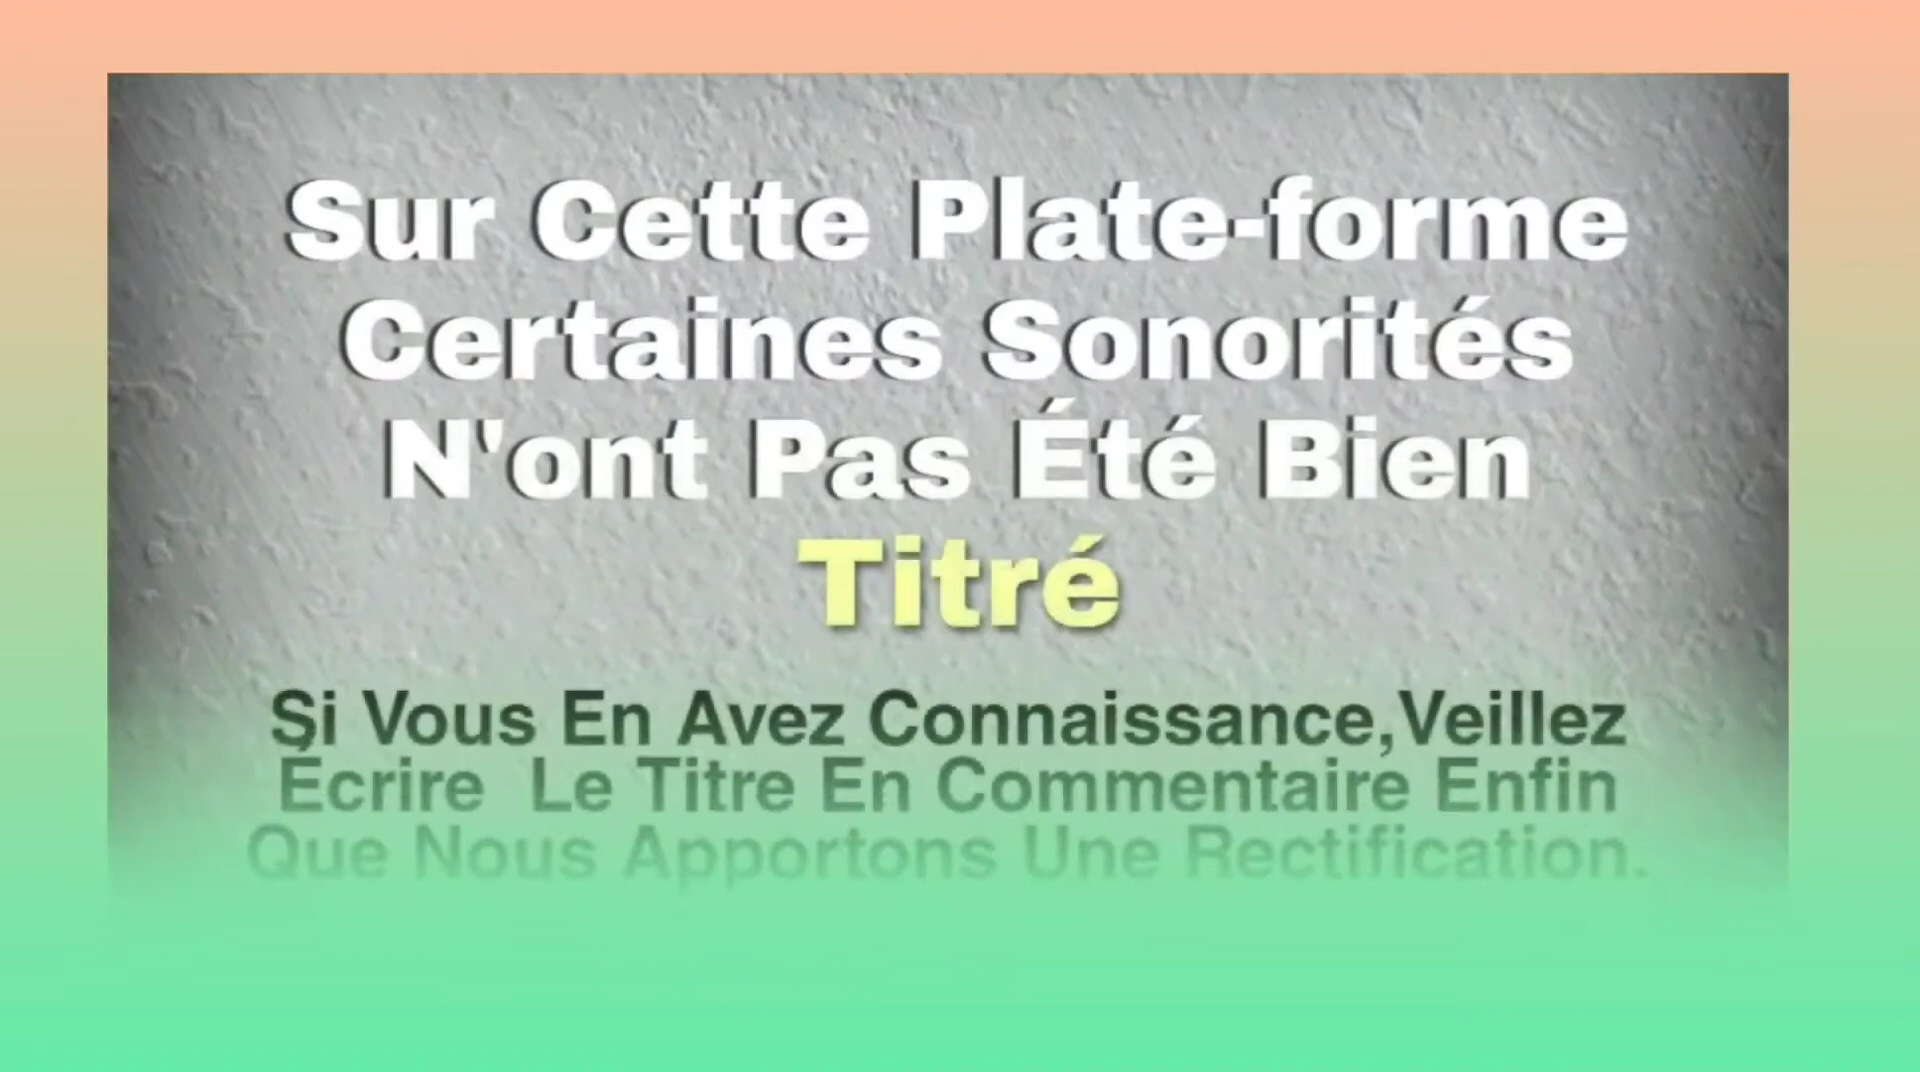 Sur Cette Plate-forme
Certaines Sonorités
N'ont Pas Été Bien
Titré
Si Vous En Avez Connaissance,Veillez
Écrire  Le Titre En Commentaire Enfin
Que Nous Apportons Une Rectification.